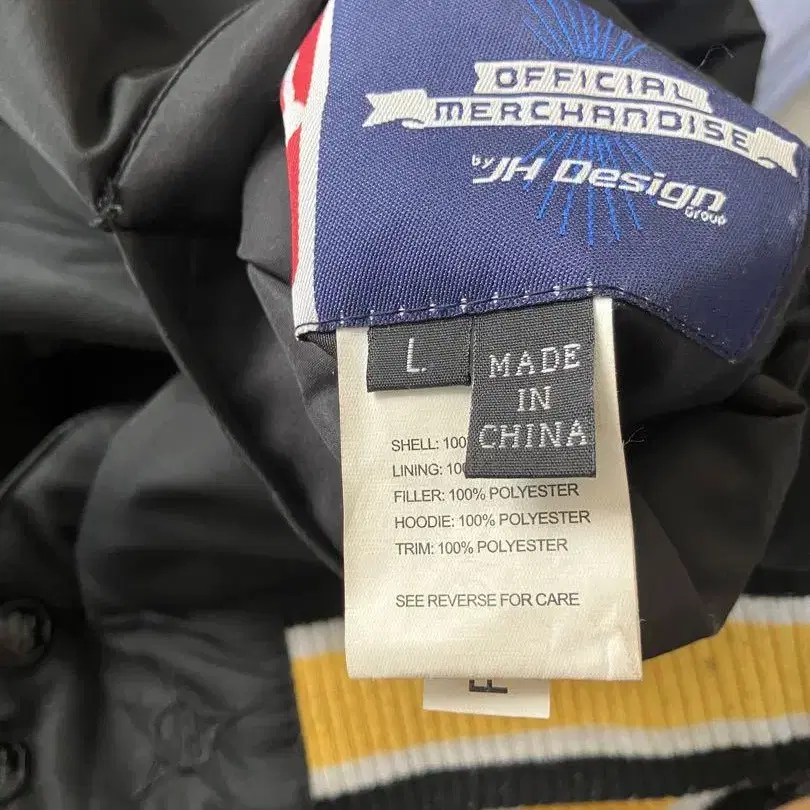 OFFICIAL
MERCHANDISE
by JH Design
Group
L
MADE
IN
CHINA
SHELL: 100
LINING: 100
FILLER: 100% POLYESTER
HOODIE: 100% POLYESTER
TRIM: 100% POLYESTER
SEE REVERSE FOR CARE